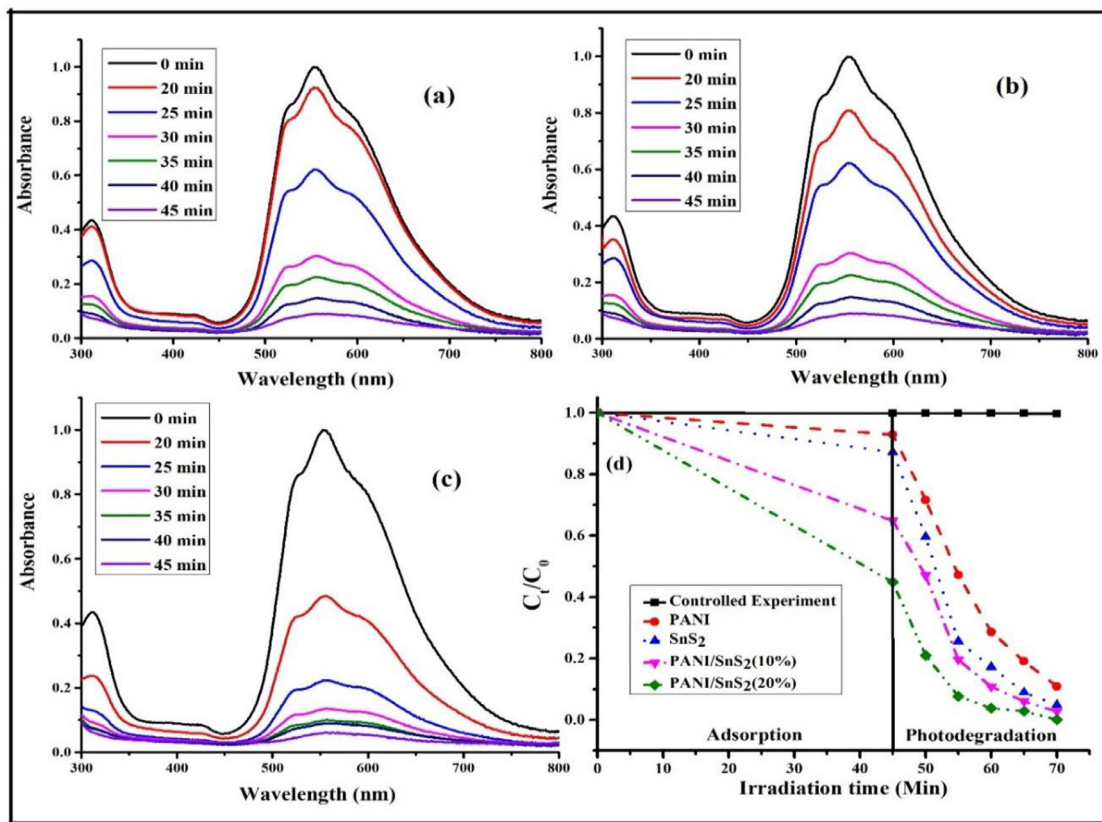 0 min
20 min
25 min
30 min
35 min
40 min
45 min
(a)
Absorbance
1.0
0.8
0.6
0.4
0.2
0.0
300 400 500 600 700 800
Wavelength (nm)
0 min
20 min
25 min
30 min
35 min
40 min
45 min
(b)
Absorbance
1.0
0.8
0.6
0.4
0.2
0.0
300 400 500 600 700 800
Wavelength (nm)
0 min
20 min
25 min
30 min
35 min
40 min
45 min
(c)
Absorbance
1.0
0.8
0.6
0.4
0.2
0.0
300 400 500 600 700 800
Wavelength (nm)
(d)
Cₜ/C₀
1.0
0.8
0.6
0.4
0.2
0.0
Controlled Experiment
PANI
SnS₂
PANI/SnS₂(10%)
PANI/SnS₂(20%)
Adsorption Photodegradation
0 10 20 30 40 50 60 70
Irradiation time (Min)